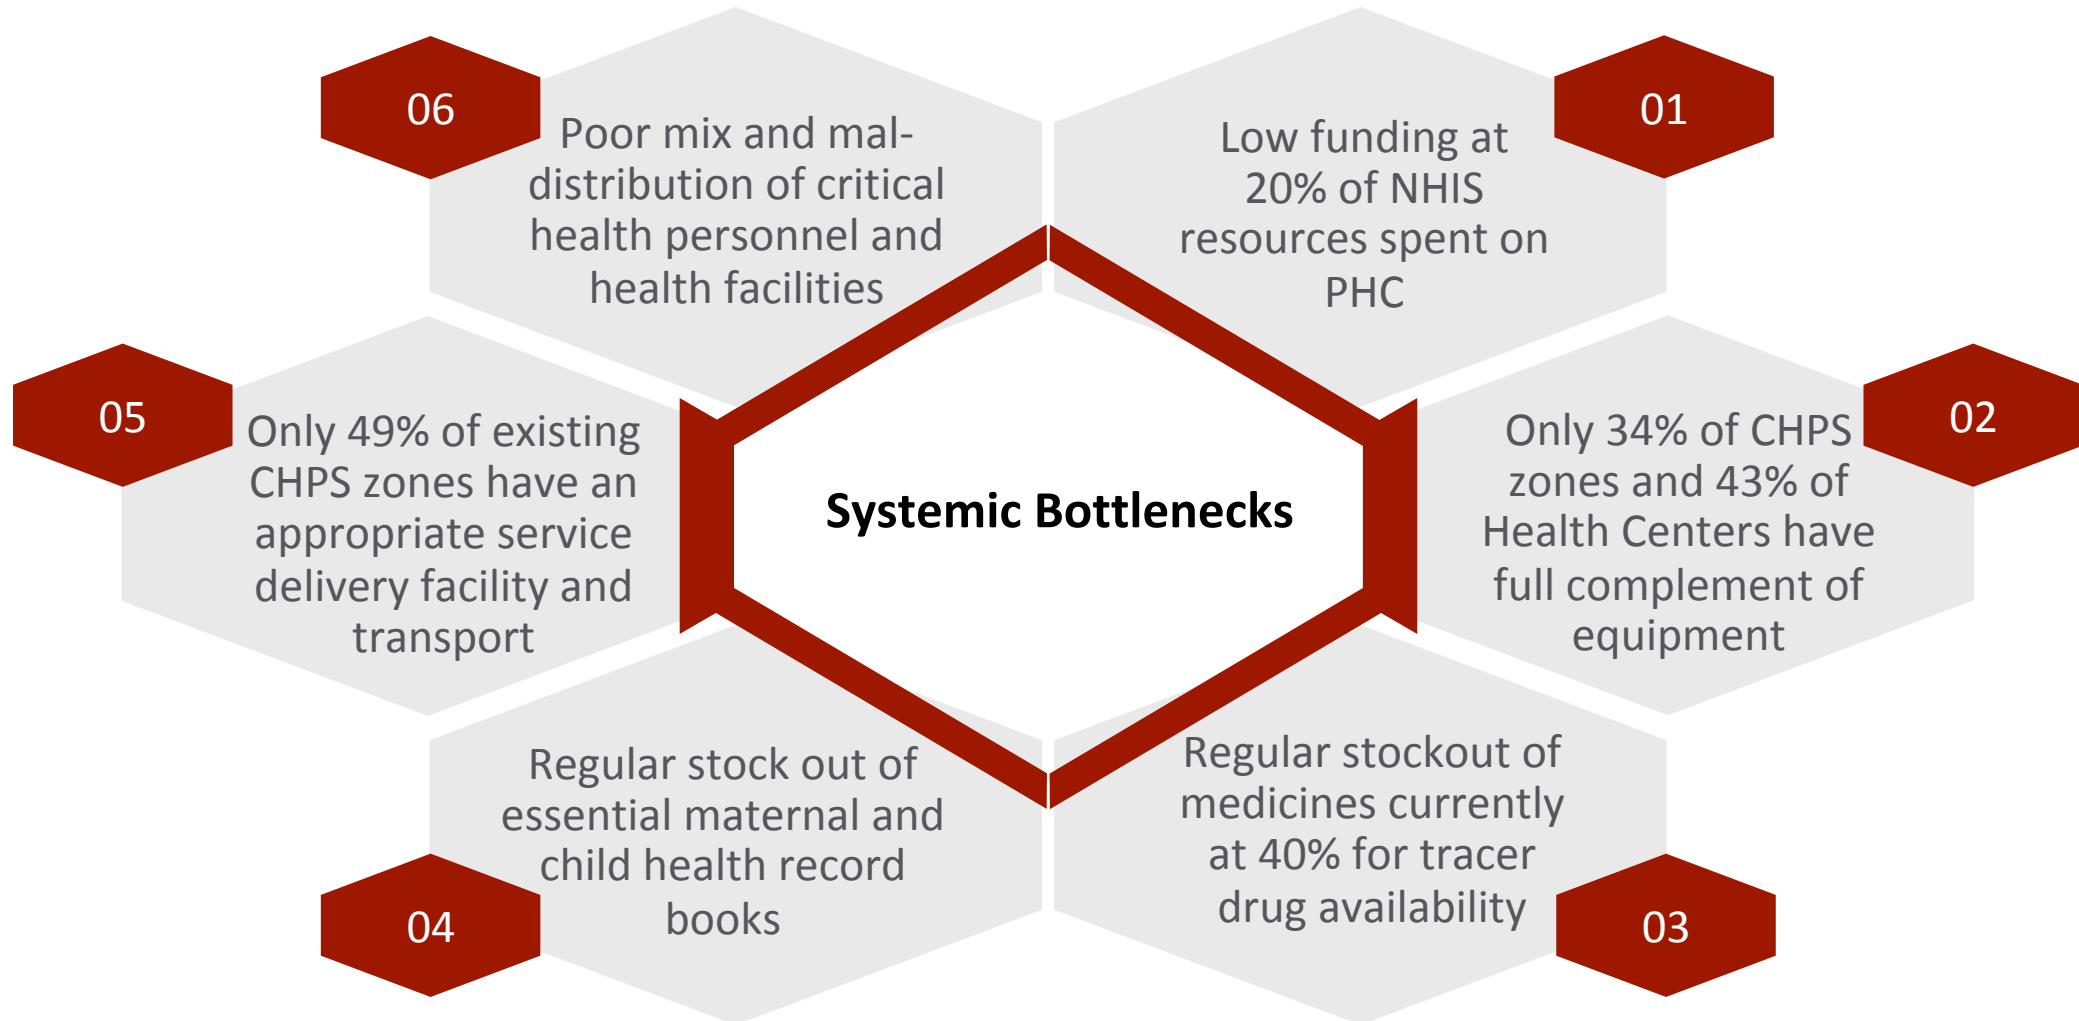 01
Low funding at
20% of NHIS
resources spent on
PHC
02
Only 34% of CHPS
zones and 43% of
Health Centers have
full complement of
equipment
03
Regular stockout of
medicines currently
at 40% for tracer
drug availability
04
Regular stock out of
essential maternal and
child health record
books
05
Only 49% of existing
CHPS zones have an
appropriate service
delivery facility and
transport
06
Poor mix and mal-
distribution of critical
health personnel and
health facilities
Systemic Bottlenecks